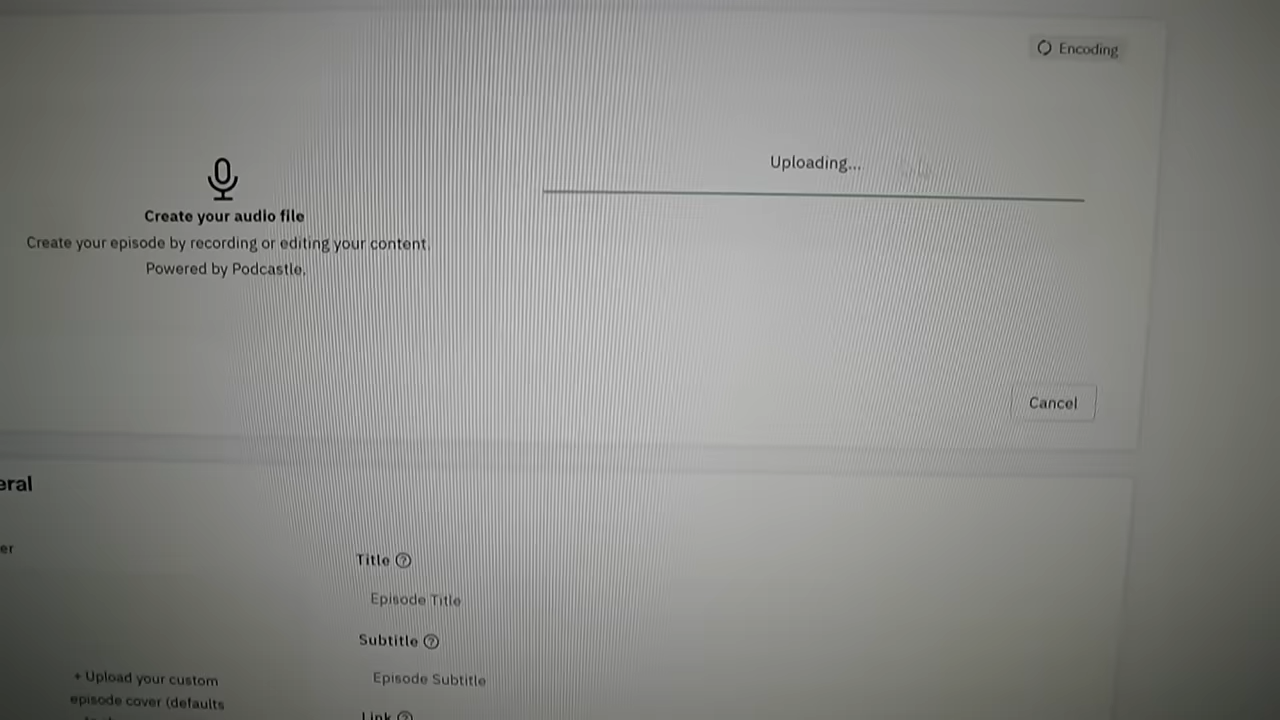 Encoding
Uploading...
Create your audio file
Create your episode by recording or editing your content.
Powered by Podcastle.
Cancel
eral
er
Title
Episode Title
Subtitle
Episode Subtitle
+ Upload your custom
episode cover (defaults
Link